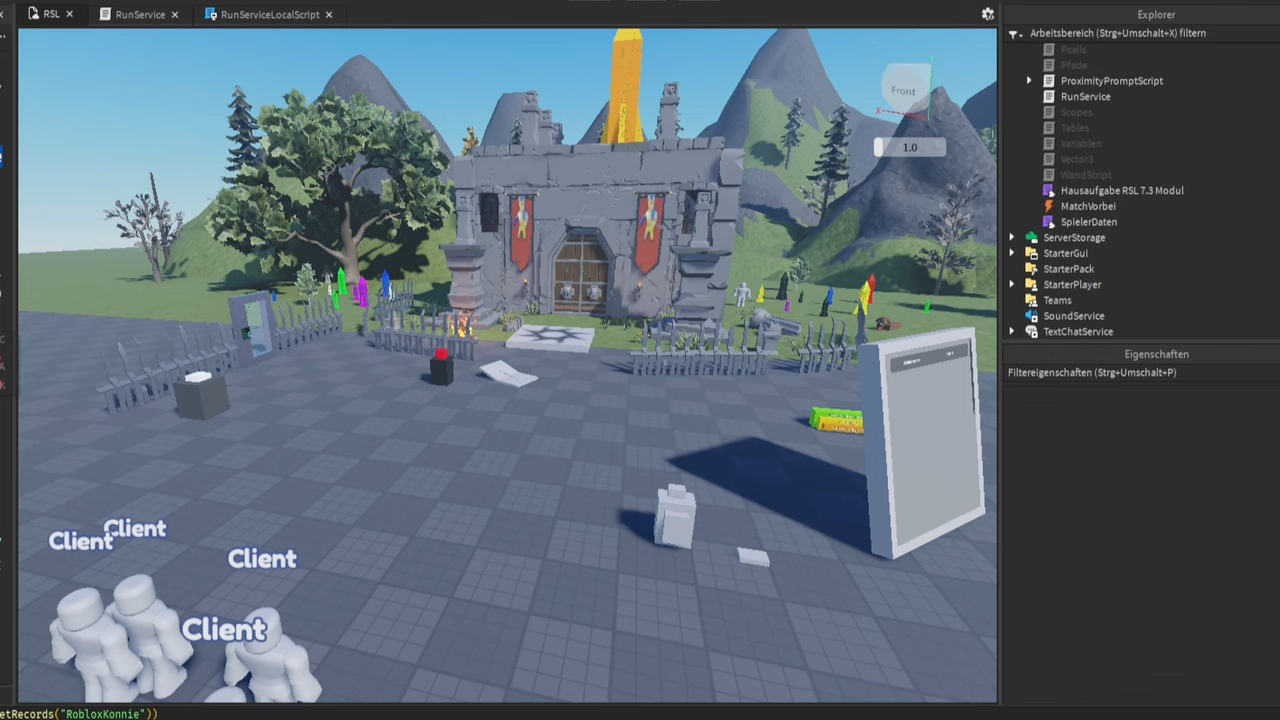 RSL
RunService
RunServiceLocalScript
Explorer
Arbeitsbereich (Strg+Umschalt+X) filtern
Pcalls
Pfade
ProximityPromptScript
RunService
Scopes
Tables
Variablen
Vector3
WandScript
Hausaufgabe RSL 7.3 Modul
MatchVorbei
SpielerDaten
ServerStorage
StarterGui
StarterPack
StarterPlayer
Teams
SoundService
TextChatService
Eigenschaften
Filtereigenschaften (Strg+Umschalt+P)
Front
X
1.0
Client
Client
Client
Client
etRecords("RobloxKonnie"))